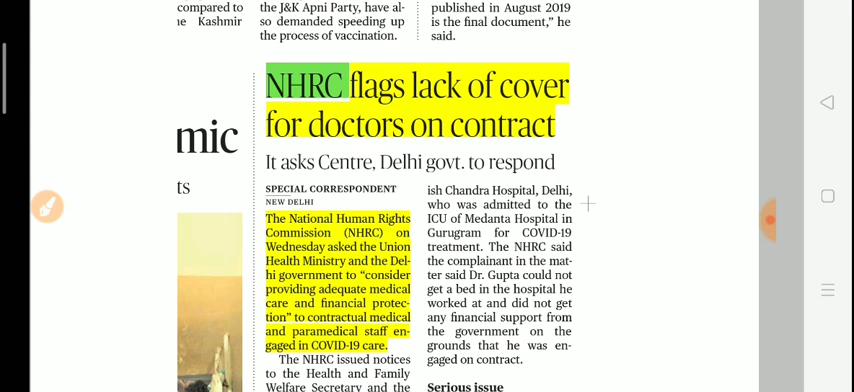 compared to
ne Kashmir
the J&K Apni Party, have al-
so demanded speeding up
the process of vaccination.
published in August 2019
is the final document,” he
said.
mic
ts
NHRC flags lack of cover
for doctors on contract
It asks Centre, Delhi govt. to respond
SPECIAL CORRESPONDENT
NEW DELHI
The National Human Rights
Commission (NHRC) on
Wednesday asked the Union
Health Ministry and the Del-
hi government to “consider
providing adequate medical
care and financial protec-
tion” to contractual medical
and paramedical staff en-
gaged in COVID-19 care.
The NHRC issued notices
to the Health and Family
Welfare Secretary and the
ish Chandra Hospital, Delhi,
who was admitted to the
ICU of Medanta Hospital in
Gurugram for COVID-19
treatment. The NHRC said
the complainant in the mat-
ter said Dr. Gupta could not
get a bed in the hospital he
worked at and did not get
any financial support from
the government on the
grounds that he was en-
gaged on contract.
Serious issue